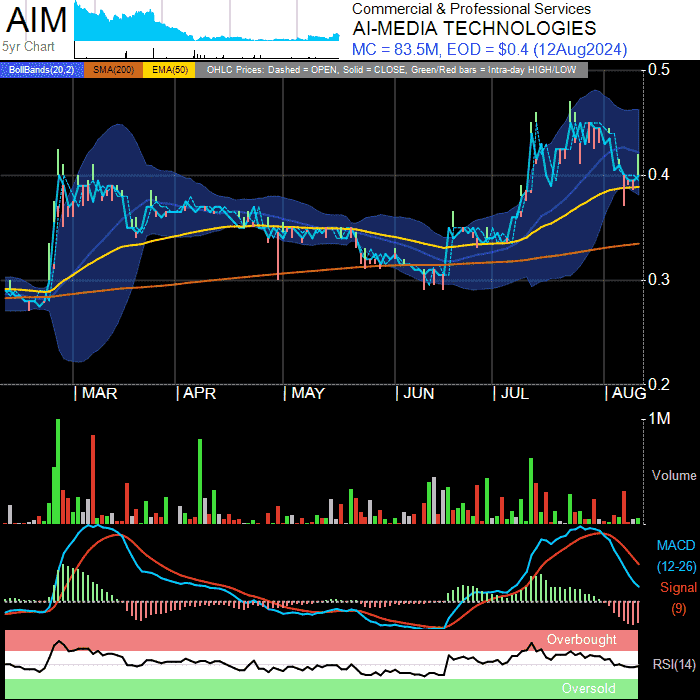 AIM
5yr Chart
Commercial & Professional Services
AI-MEDIA TECHNOLOGIES
MC = 83.5M, EOD = $0.4 (12Aug2024)
BollBands(20,2) SMA(200) EMA(50) OHLC Prices: Dashed = OPEN, Solid = CLOSE, Green/Red bars = Intra-day HIGH/LOW
0.5
0.4
0.3
0.2
MAR APR MAY JUN JUL AUG
1M
Volume
MACD
(12-26)
Signal
(9)
Overbought
RSI(14)
Oversold